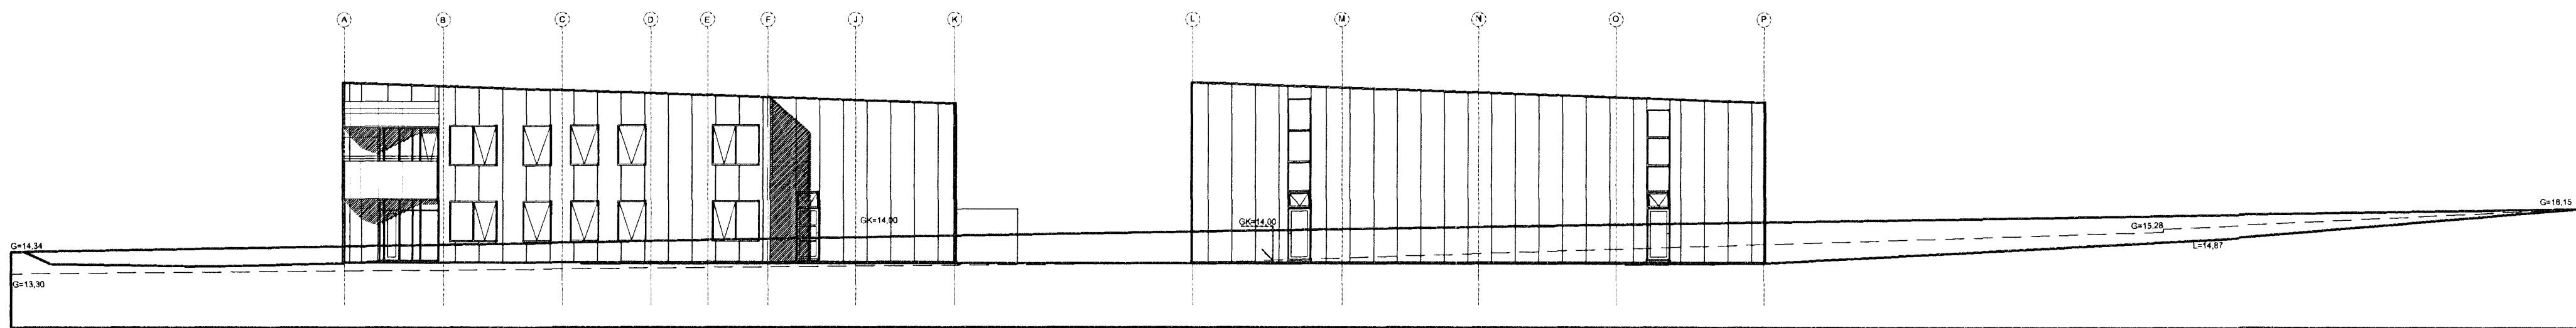 A B C D E F J K L M N O P
G=16,15
GK=14,00
GK=14,00
G=15,28
G=14,34
L=14,87
G=13,30